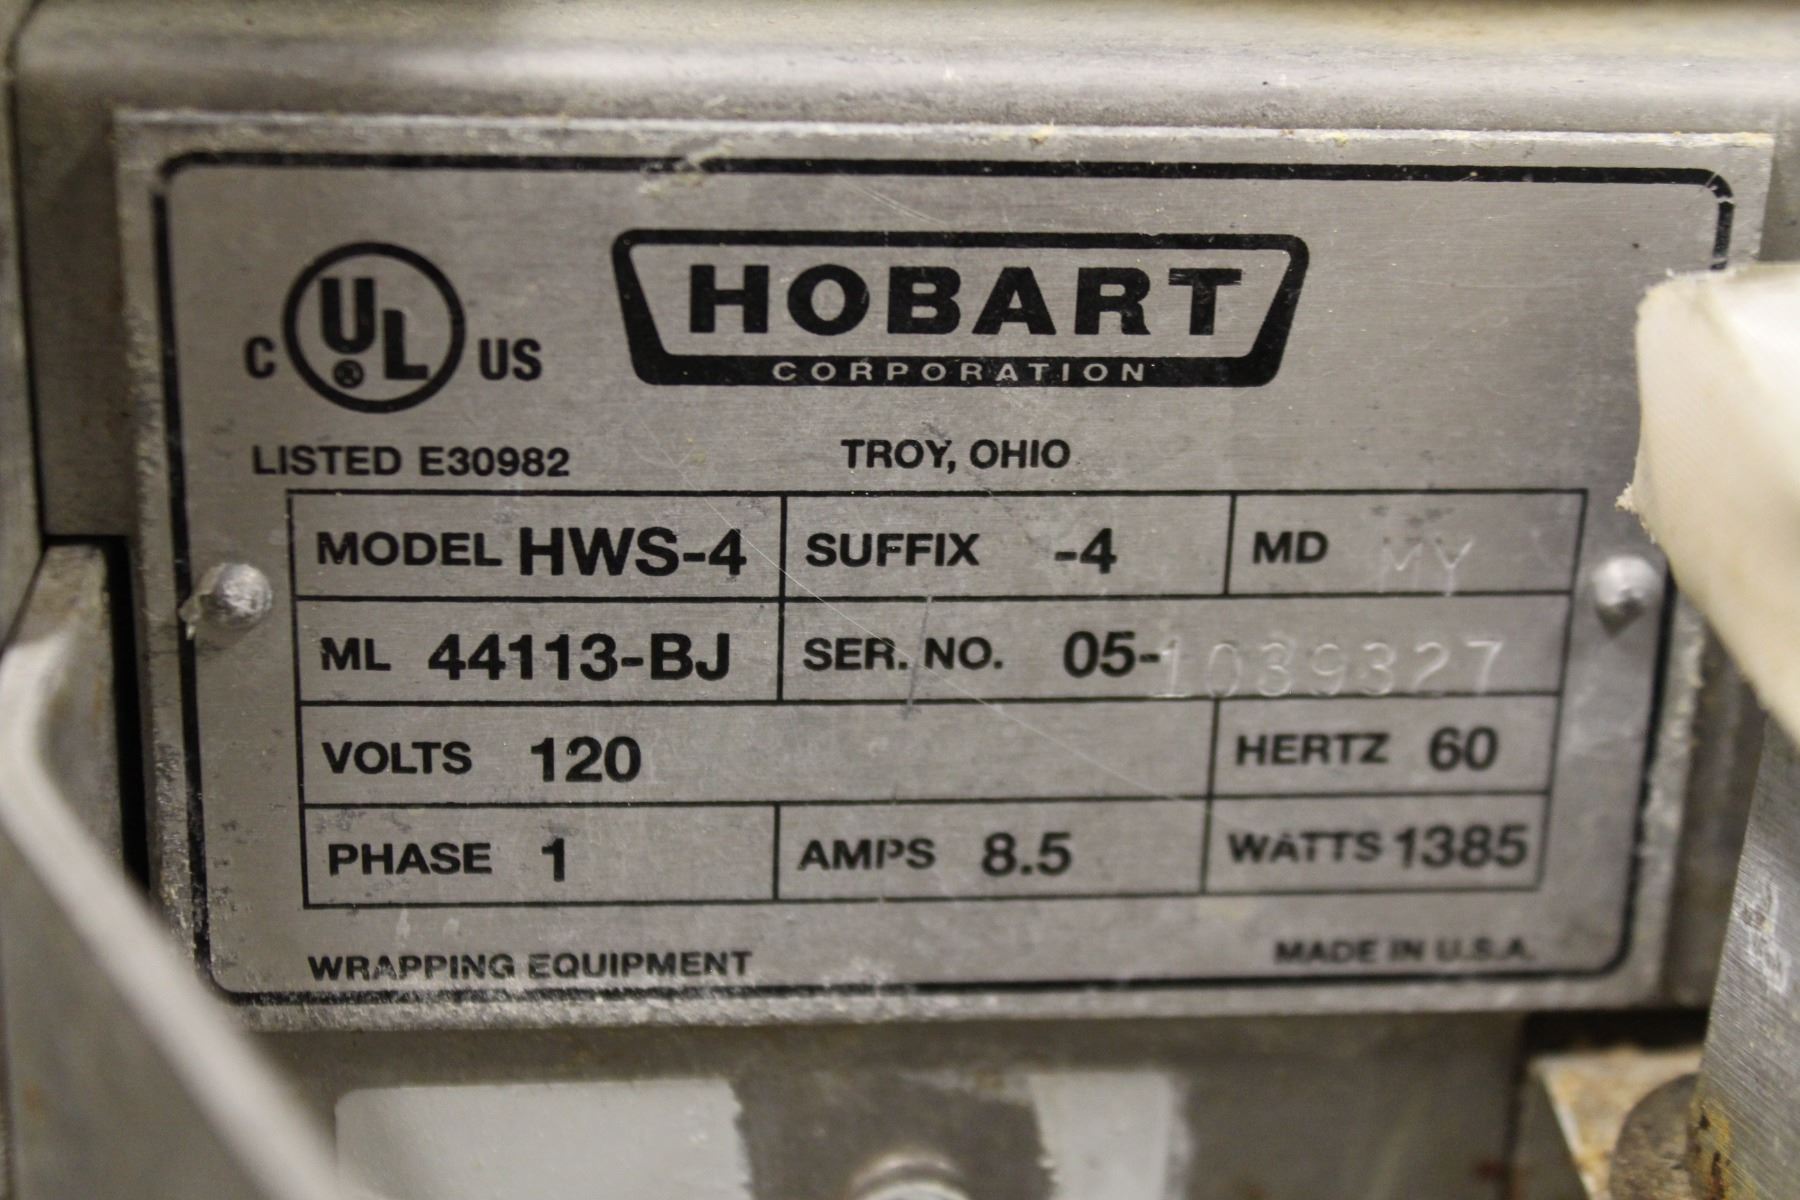 HOBART
CORPORATION
C UL® US
LISTED E30982
TROY, OHIO
MODEL HWS-4 SUFFIX -4 MD MY
ML 44113-BJ SER. NO. 05-1039327
VOLTS 120 HERTZ 60
PHASE 1 AMPS 8.5 WATTS 1385
WRAPPING EQUIPMENT MADE IN U.S.A.